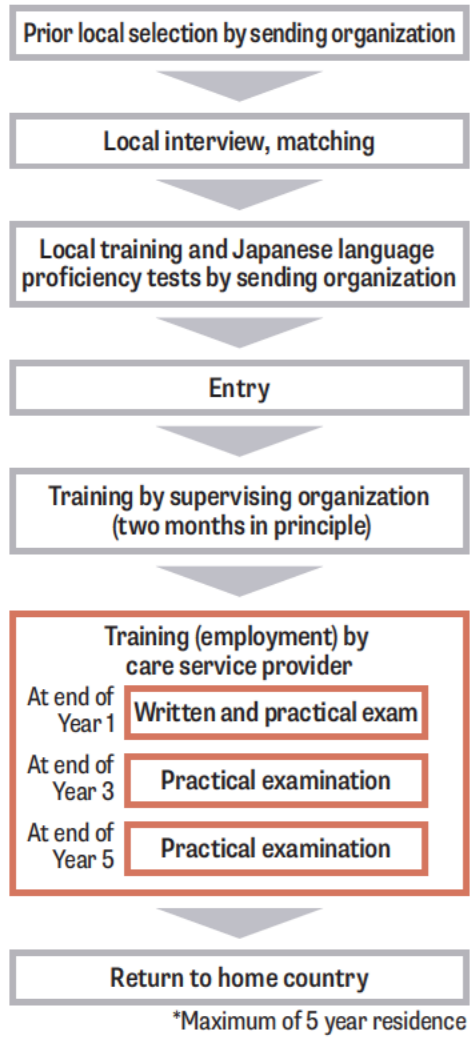 Prior local selection by sending organization
Local interview, matching
Local training and Japanese language
proficiency tests by sending organization
Entry
Training by supervising organization
(two months in principle)
Training (employment) by
care service provider
At end of
Year 1
Written and practical exam
At end of
Year 3
Practical examination
At end of
Year 5
Practical examination
Return to home country
*Maximum of 5 year residence